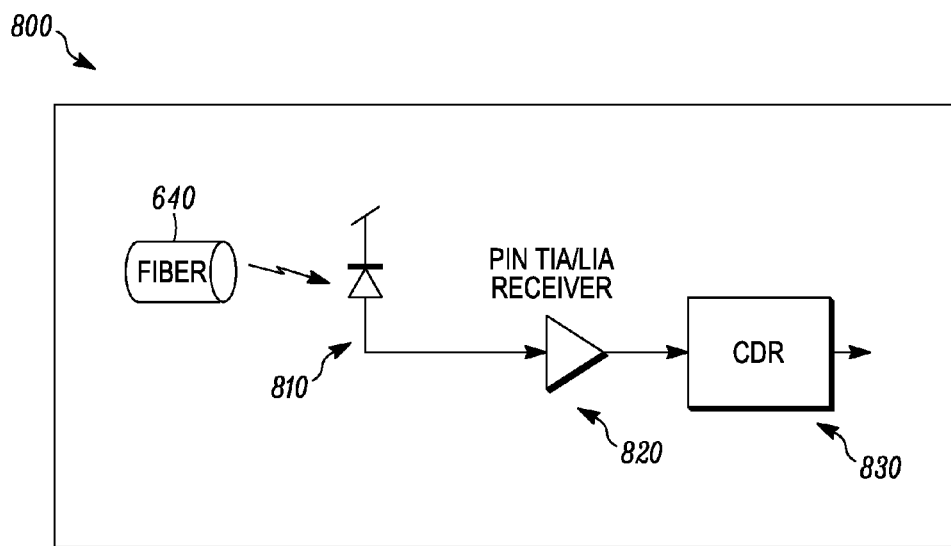 800
640
FIBER
PIN TIA/LIA
RECEIVER
CDR
810
820
830